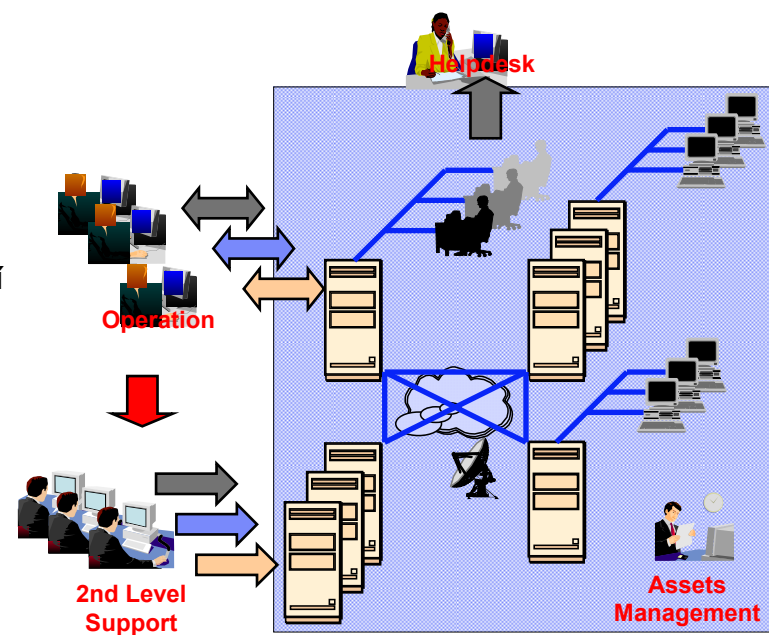 Helpdesk
í
Operation
2nd Level
Support
Assets
Management